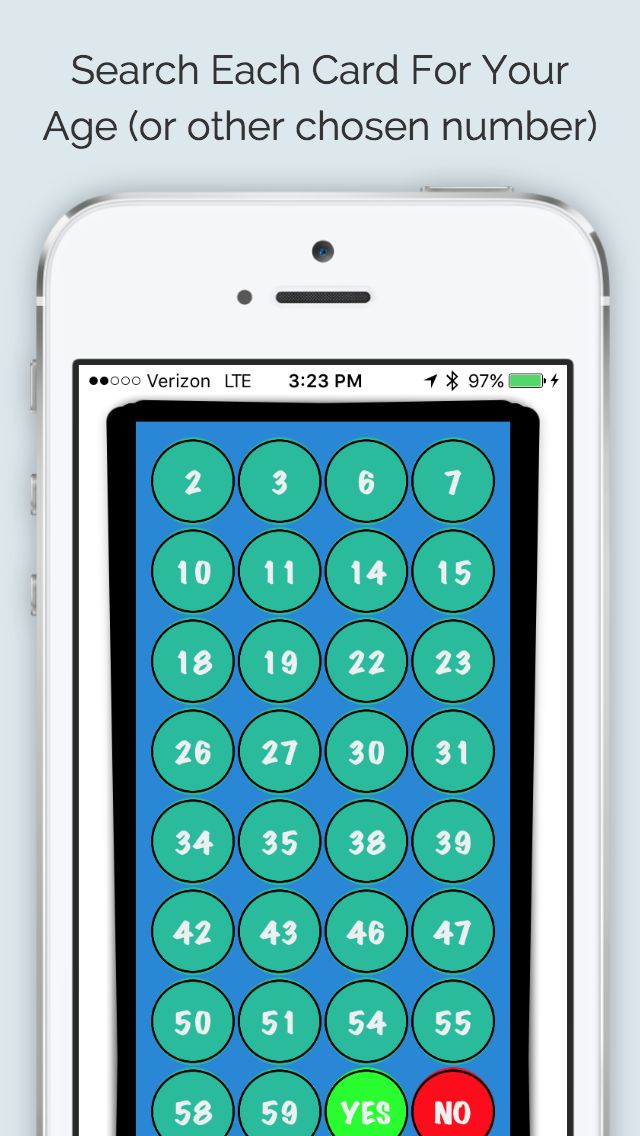 Search Each Card For Your
Age (or other chosen number)
Verizon LTE 3:23 PM 97%
2 3 6 7
10 11 14 15
18 19 22 23
26 27 30 31
34 35 38 39
42 43 46 47
50 51 54 55
58 59 YES NO